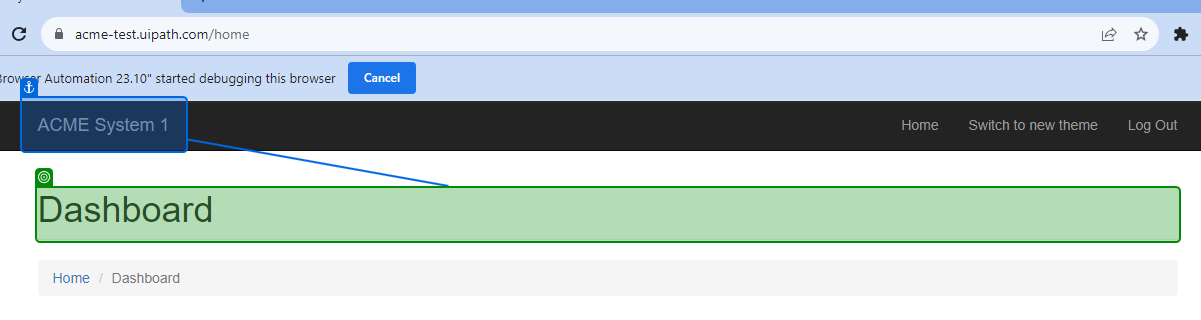 acme-test.uipath.com/home
Browser Automation 23.10" started debugging this browser
Cancel
ACME System 1
Home
Switch to new theme
Log Out
Dashboard
Home / Dashboard